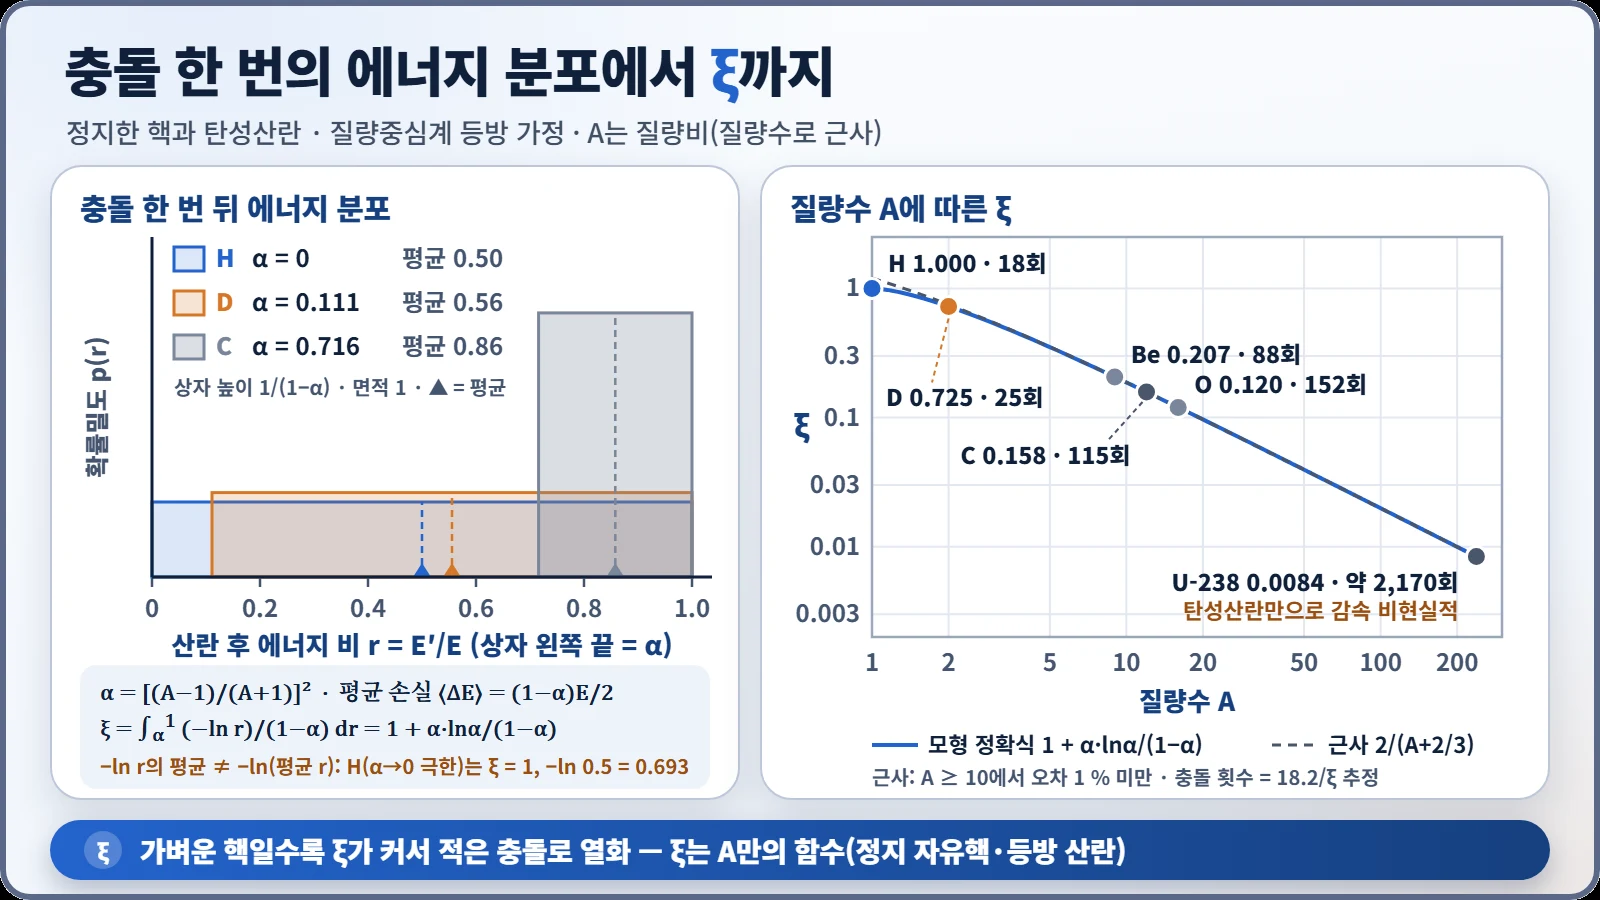 충돌 한 번의 에너지 분포에서 ξ까지
정지한 핵과 탄성산란 · 질량중심계 등방 가정 · A는 질량비(질량수로 근사)
충돌 한 번 뒤 에너지 분포
H α = 0 평균 0.50
D α = 0.111 평균 0.56
C α = 0.716 평균 0.86
상자 높이 1/(1−α) · 면적 1 · ▲ = 평균
확률밀도 p(r)
0 0.2 0.4 0.6 0.8 1.0
산란 후 에너지 비 r = E′/E (상자 왼쪽 끝 = α)
α = [(A−1)/(A+1)]² · 평균 손실 ⟨ΔE⟩ = (1−α)E/2
ξ = ∫α¹ (−ln r)/(1−α) dr = 1 + α·lnα/(1−α)
−ln r의 평균 ≠ −ln(평균 r): H(α→0 극한)는 ξ = 1, −ln 0.5 = 0.693
질량수 A에 따른 ξ
H 1.000 · 18회
Be 0.207 · 88회
O 0.120 · 152회
D 0.725 · 25회
C 0.158 · 115회
U-238 0.0084 · 약 2,170회
탄성산란만으로 감속 비현실적
ξ
1
0.3
0.1
0.03
0.01
0.003
1 2 5 10 20 50 100 200
질량수 A
모형 정확식 1 + α·lnα/(1−α) 근사 2/(A+2/3)
근사: A ≥ 10에서 오차 1 % 미만 · 충돌 횟수 = 18.2/ξ 추정
ξ 가벼운 핵일수록 ξ가 커서 적은 충돌로 열화 — ξ는 A만의 함수(정지 자유핵·등방 산란)